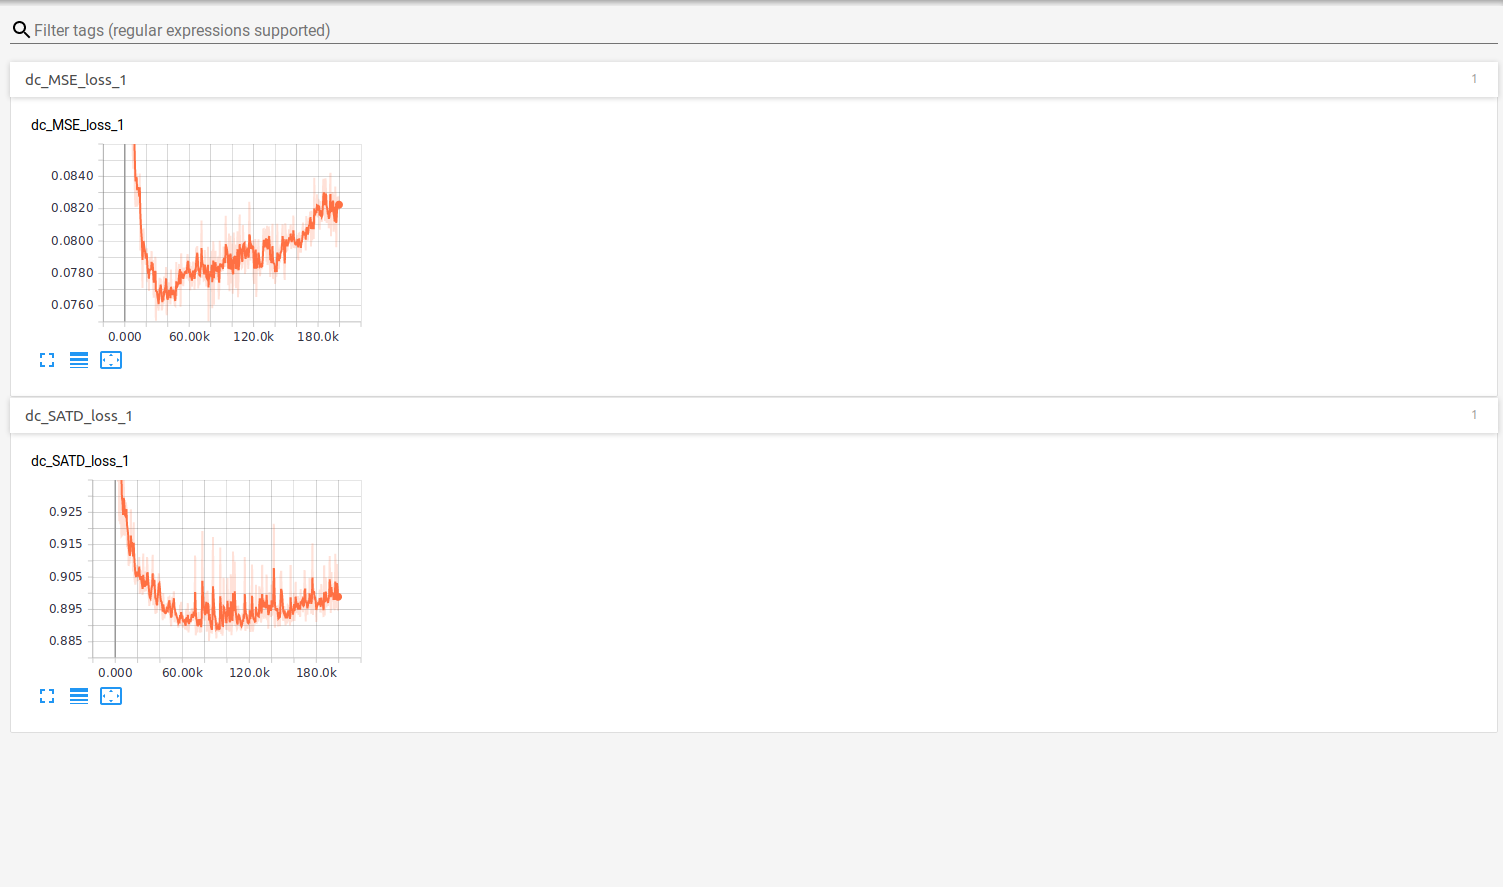 Filter tags (regular expressions supported)
dc_MSE_loss_1 1
dc_MSE_loss_1
0.0840
0.0820
0.0800
0.0780
0.0760
0.000 60.00k 120.0k 180.0k
dc_SATD_loss_1 1
dc_SATD_loss_1
0.925
0.915
0.905
0.895
0.885
0.000 60.00k 120.0k 180.0k